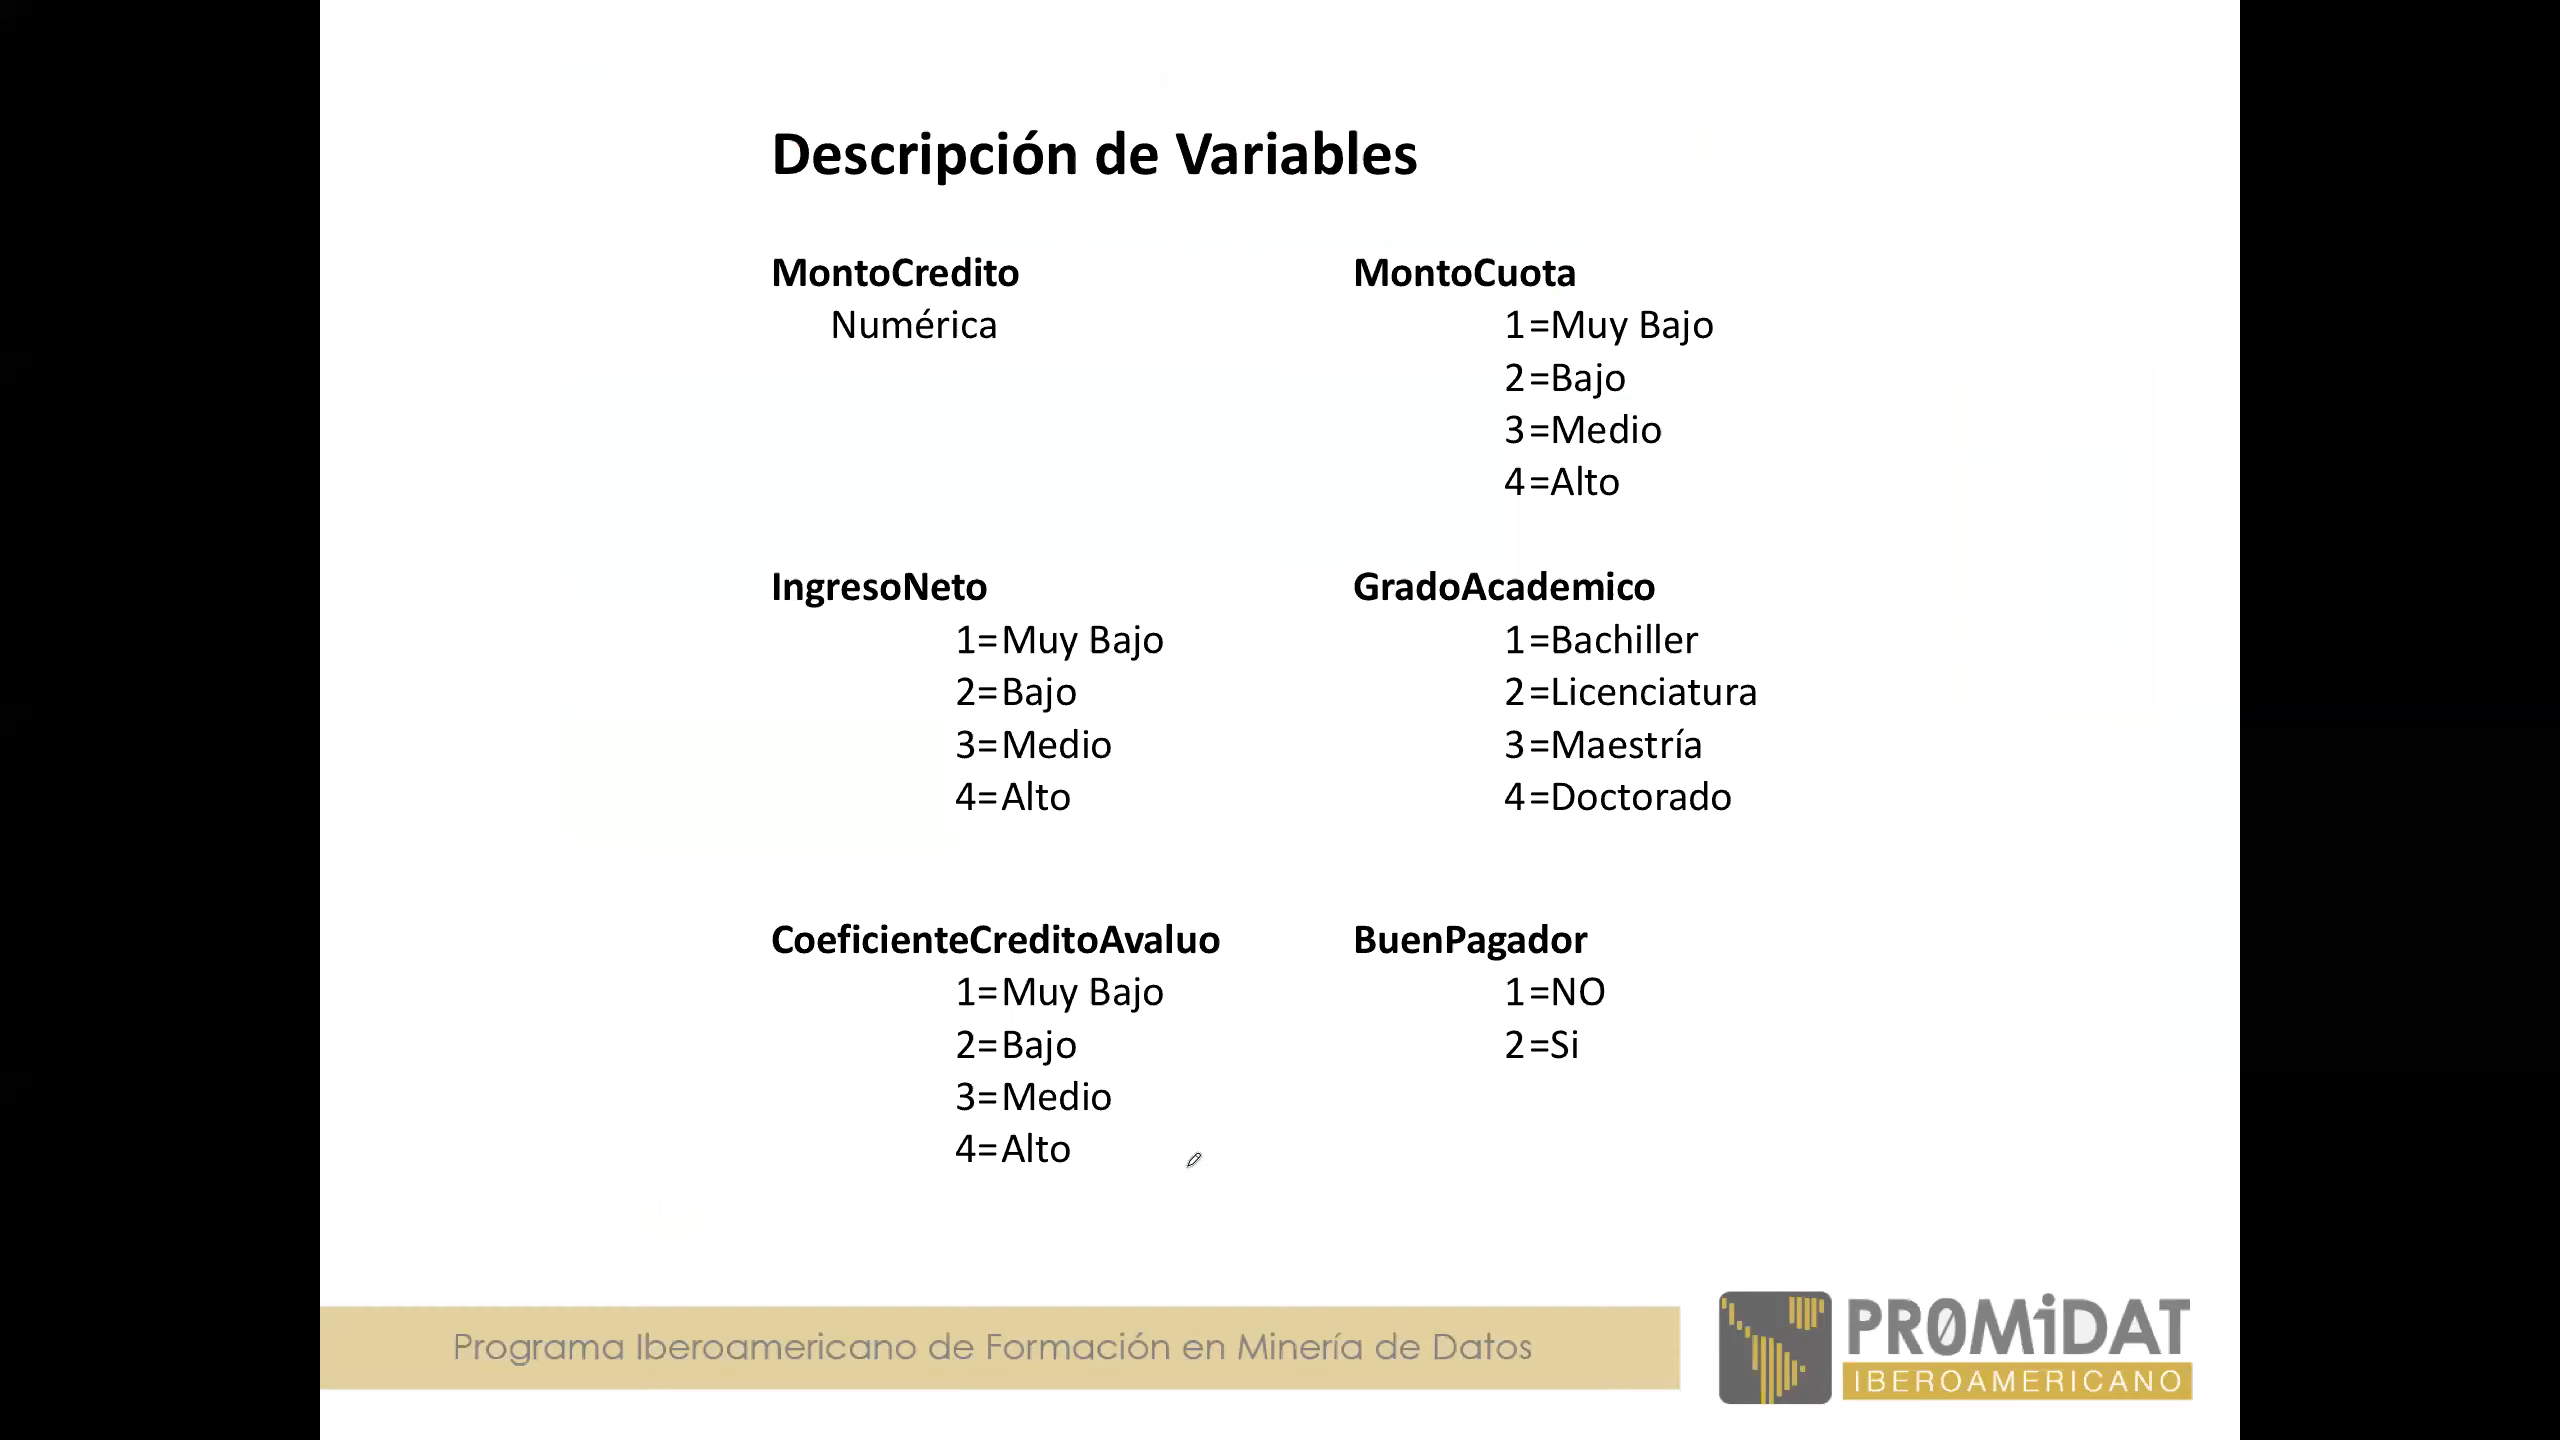 Descripción de Variables
MontoCredito
Numérica
MontoCuota
1=Muy Bajo
2=Bajo
3=Medio
4=Alto
IngresoNeto
1=Muy Bajo
2=Bajo
3=Medio
4=Alto
GradoAcademico
1=Bachiller
2=Licenciatura
3=Maestría
4=Doctorado
CoeficienteCreditoAvaluo
1=Muy Bajo
2=Bajo
3=Medio
4=Alto
BuenPagador
1=NO
2=Si
Programa Iberoamericano de Formación en Minería de Datos
PR0MiDAT
IBEROAMERICANO